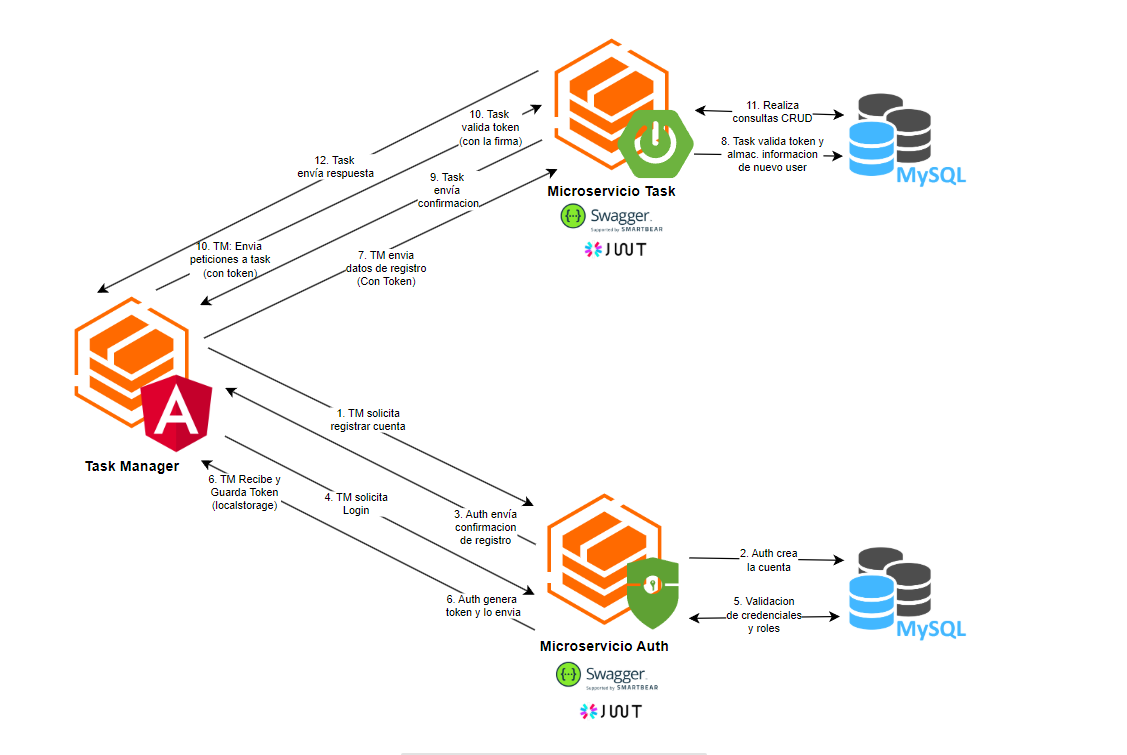 10. Task
valida token
(con la firma)
11. Realiza
consultas CRUD
8. Task valida token y
almac. informacion
de nuevo user
MySQL
12. Task
envía respuesta
9. Task
envía
confirmacion
Microservicio Task
Swagger
Supported by SMARTBEAR
JWT
10. TM: Envia
peticiones a task
(con token)
7. TM envia
datos de registro
(Con Token)
A
Task Manager
1. TM solicita
registrar cuenta
6. TM Recibe y
Guarda Token
(localstorage)
4. TM solicita
Login
3. Auth envía
confirmacion
de registro
2. Auth crea
la cuenta
6. Auth genera
token y lo envia
5. Validacion
de credenciales
y roles
MySQL
Microservicio Auth
Swagger
Supported by SMARTBEAR
JWT